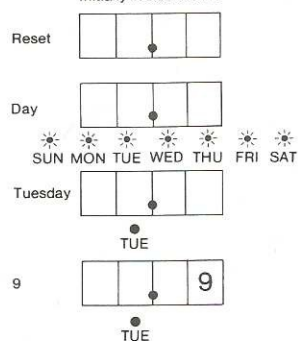 Reset
Day
SUN MON TUE WED THU FRI SAT
Tuesday
TUE
9 9
TUE